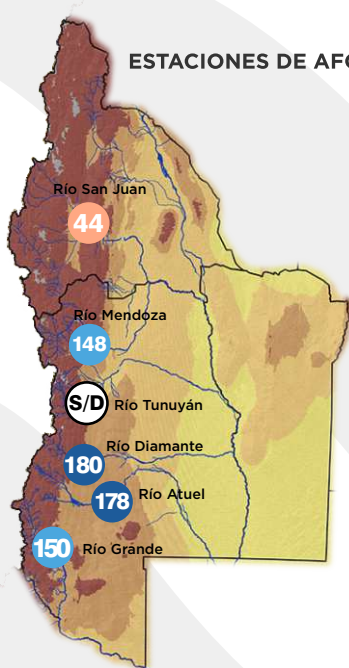 ESTACIONES DE
Río San Juan
44
Río Mendoza
148
S/D Río Tunuyán
Río Diamante
180
178 Río Atuel
150 Río Grande